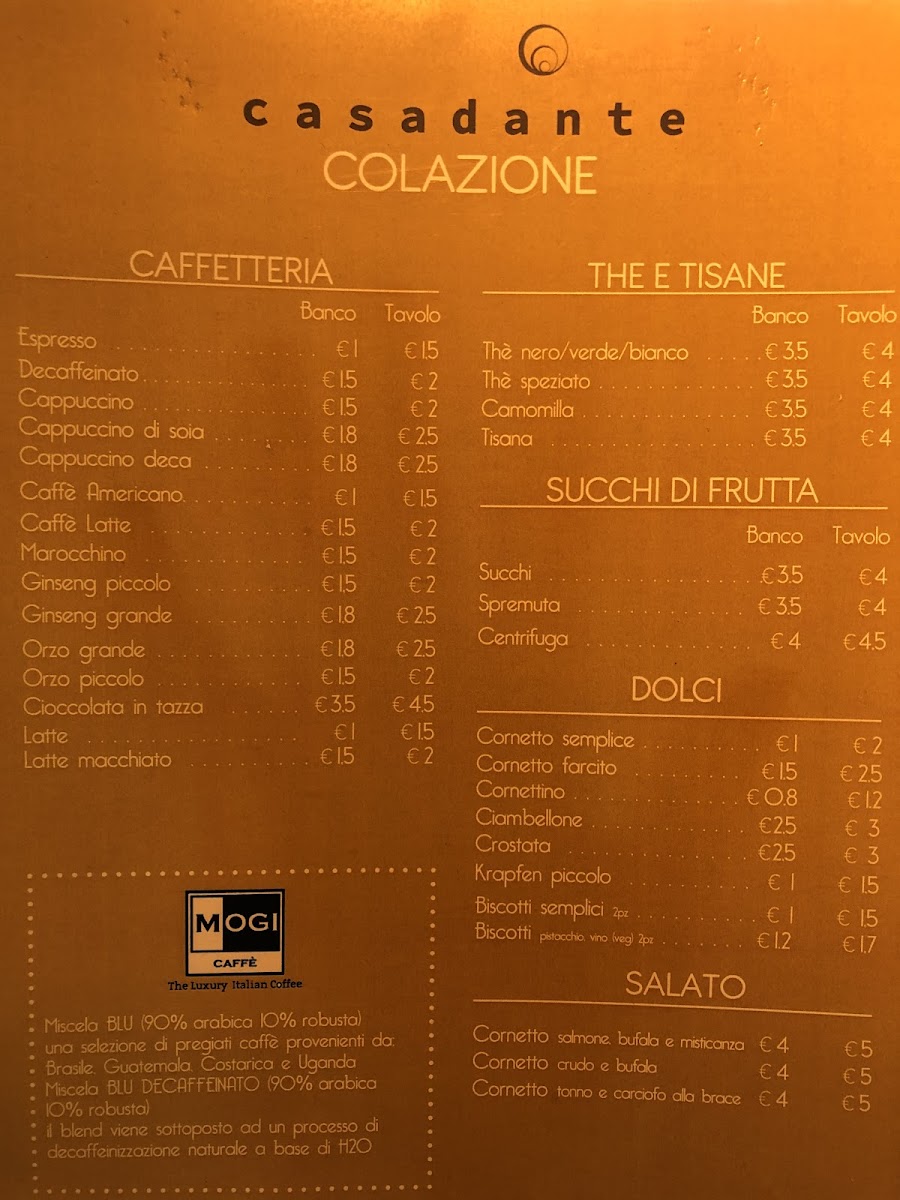 casadante
COLAZIONE
CAFFETTERIA
Banco Tavolo
Espresso €1 €1.5
Decaffeinato €1.5 €2
Cappuccino €1.5 €2
Cappuccino di soia €1.8 €2.5
Cappuccino deca €1.8 €2.5
Caffè Americano €1 €1.5
Caffè Latte €1.5 €2
Marocchino €1.5 €2
Ginseng piccolo €1.5 €2
Ginseng grande €1.8 €2.5
Orzo grande €1.8 €2.5
Orzo piccolo €1.5 €2
Cioccolata in tazza €3.5 €4.5
Latte €1 €1.5
Latte macchiato €1.5 €2
MOGI
CAFFÈ
The Luxury Italian Coffee
Miscela BLU (90% arabica 10% robusta)
una selezione di pregiati caffè provenienti da:
Brasile, Guatemala, Costarica e Uganda
Miscela BLU DECAFFEINATO (90% arabica
10% robusta)
il blend viene sottoposto ad un processo di
decaffeinizzazione naturale a base di H2O
THE E TISANE
Banco Tavolo
Thè nero/verde/bianco €3.5 €4
Thè speziato €3.5 €4
Camomilla €3.5 €4
Tisana €3.5 €4
SUCCHI DI FRUTTA
Banco Tavolo
Succhi €3.5 €4
Spremuta €3.5 €4
Centrifuga €4 €4.5
DOLCI
Cornetto semplice €1 €2
Cornetto farcito €1.5 €2.5
Cornettino €0.8 €1.2
Ciambellone €2.5 €3
Crostata €2.5 €3
Krapfen piccolo €1 €1.5
Biscotti semplici 2pz €1 €1.5
Biscotti pistacchio, vino (veg) 2pz €1.2 €1.7
SALATO
Cornetto salmone, bufala e misticanza €4 €5
Cornetto crudo e bufala €4 €5
Cornetto tonno e carciofo alla brace €4 €5